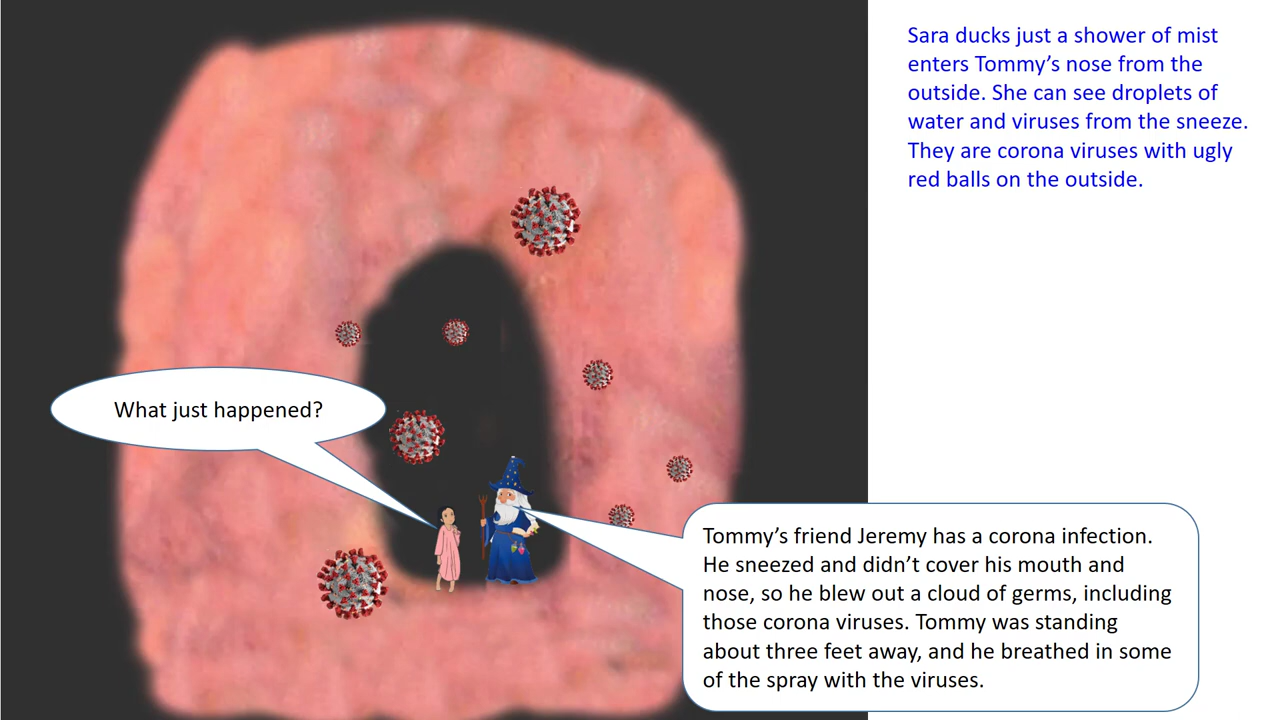 Sara ducks just a shower of mist
enters Tommy’s nose from the
outside. She can see droplets of
water and viruses from the sneeze.
They are corona viruses with ugly
red balls on the outside.
What just happened?
Tommy’s friend Jeremy has a corona infection.
He sneezed and didn’t cover his mouth and
nose, so he blew out a cloud of germs, including
those corona viruses. Tommy was standing
about three feet away, and he breathed in some
of the spray with the viruses.